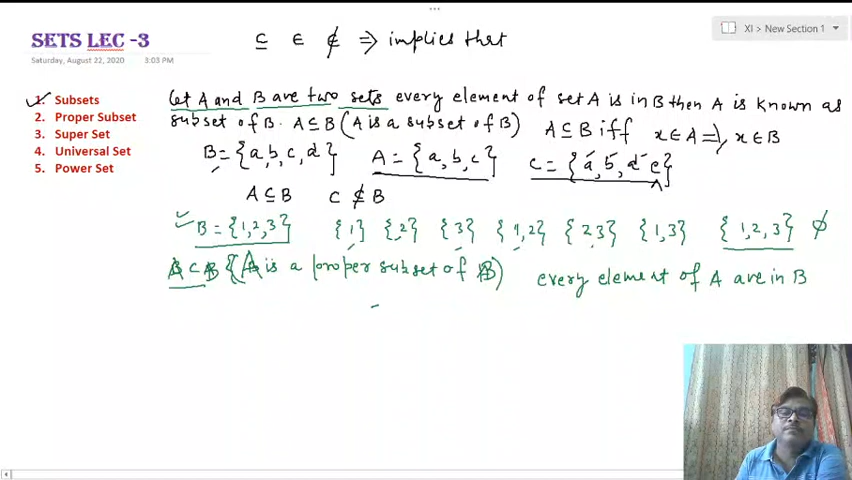 SETS LEC -3
⊆ ∈ ∉ ⇒ implies that
XI > New Section 1
Saturday, August 22, 2020 3:03 PM
1. Subsets
2. Proper Subset
3. Super Set
4. Universal Set
5. Power Set
Let A and B are two sets every element of set A is in B then A is known as
subset of B. A ⊆ B (A is a subset of B) A ⊆ B iff x ∈ A ⇒, x ∈ B
B = {a, b, c, d} A = {a, b, c} C = {a, b, d e}
A ⊆ B C ⊄ B
B = {1, 2, 3} {1} {2} {3} {1, 2} {2 3} {1, 3} {1, 2, 3} ∅
A ⊂ B {(A is a proper subset of B) every element of A are in B